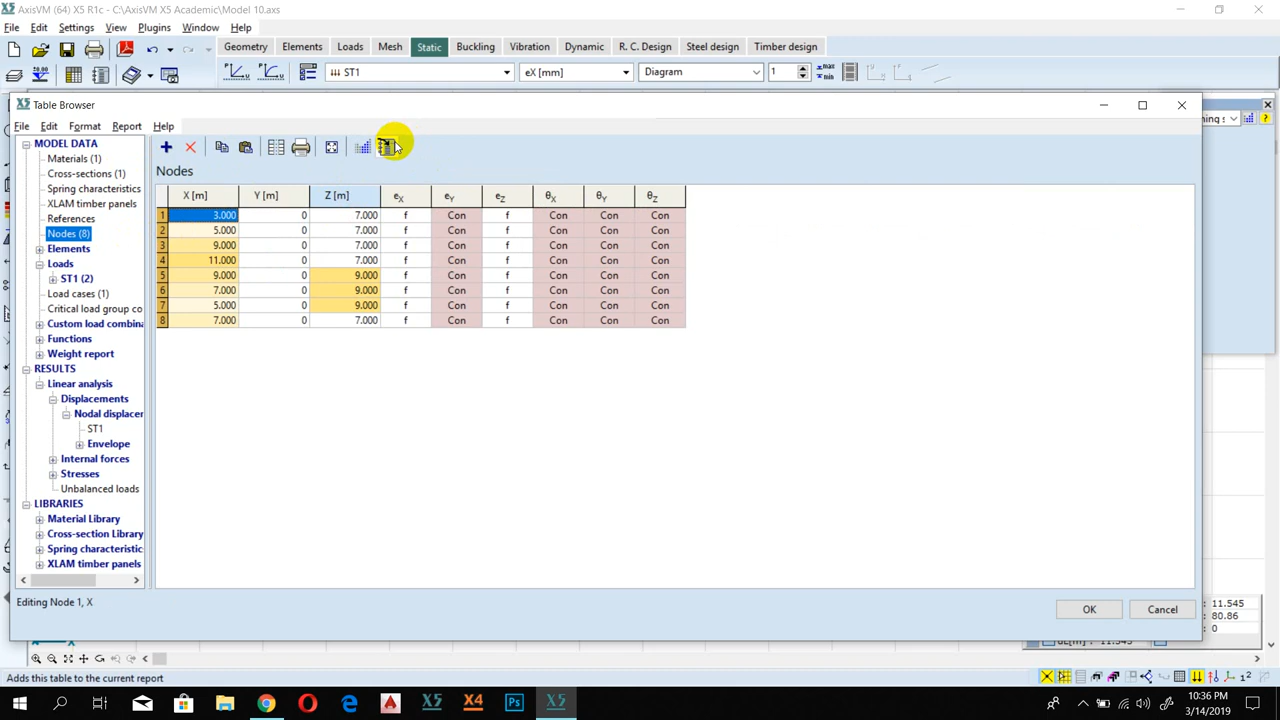 AxisVM (64) X5 R1c - C:\AxisVM X5 Academic\Model 10.axs
File Edit Settings View Plugins Window Help
Geometry Elements Loads Mesh Static Buckling Vibration Dynamic R. C. Design Steel design Timber design
ST1 eX [mm] Diagram 1
Table Browser
File Edit Format Report Help
MODEL DATA
Materials (1)
Cross-sections (1)
Spring characteristics
XLAM timber panels
References
Nodes (8)
Elements
Loads
ST1 (2)
Load cases (1)
Critical load group co
Custom load combina
Functions
Weight report
RESULTS
Linear analysis
Displacements
Nodal displacer
ST1
Envelope
Internal forces
Stresses
Unbalanced loads
LIBRARIES
Material Library
Cross-section Library
Spring characteristic
XLAM timber panels
Nodes
X [m] Y [m] Z [m] eX eY eZ θX θY θZ
1 3.000 0 7.000 f Con f Con Con Con
2 5.000 0 7.000 f Con f Con Con Con
3 9.000 0 7.000 f Con f Con Con Con
4 11.000 0 7.000 f Con f Con Con Con
5 9.000 0 9.000 f Con f Con Con Con
6 7.000 0 9.000 f Con f Con Con Con
7 5.000 0 9.000 f Con f Con Con Con
8 7.000 0 7.000 f Con f Con Con Con
Editing Node 1, X
OK Cancel
: 11.545
: 80.86
: 0
Adds this table to the current report
10:36 PM
3/14/2019